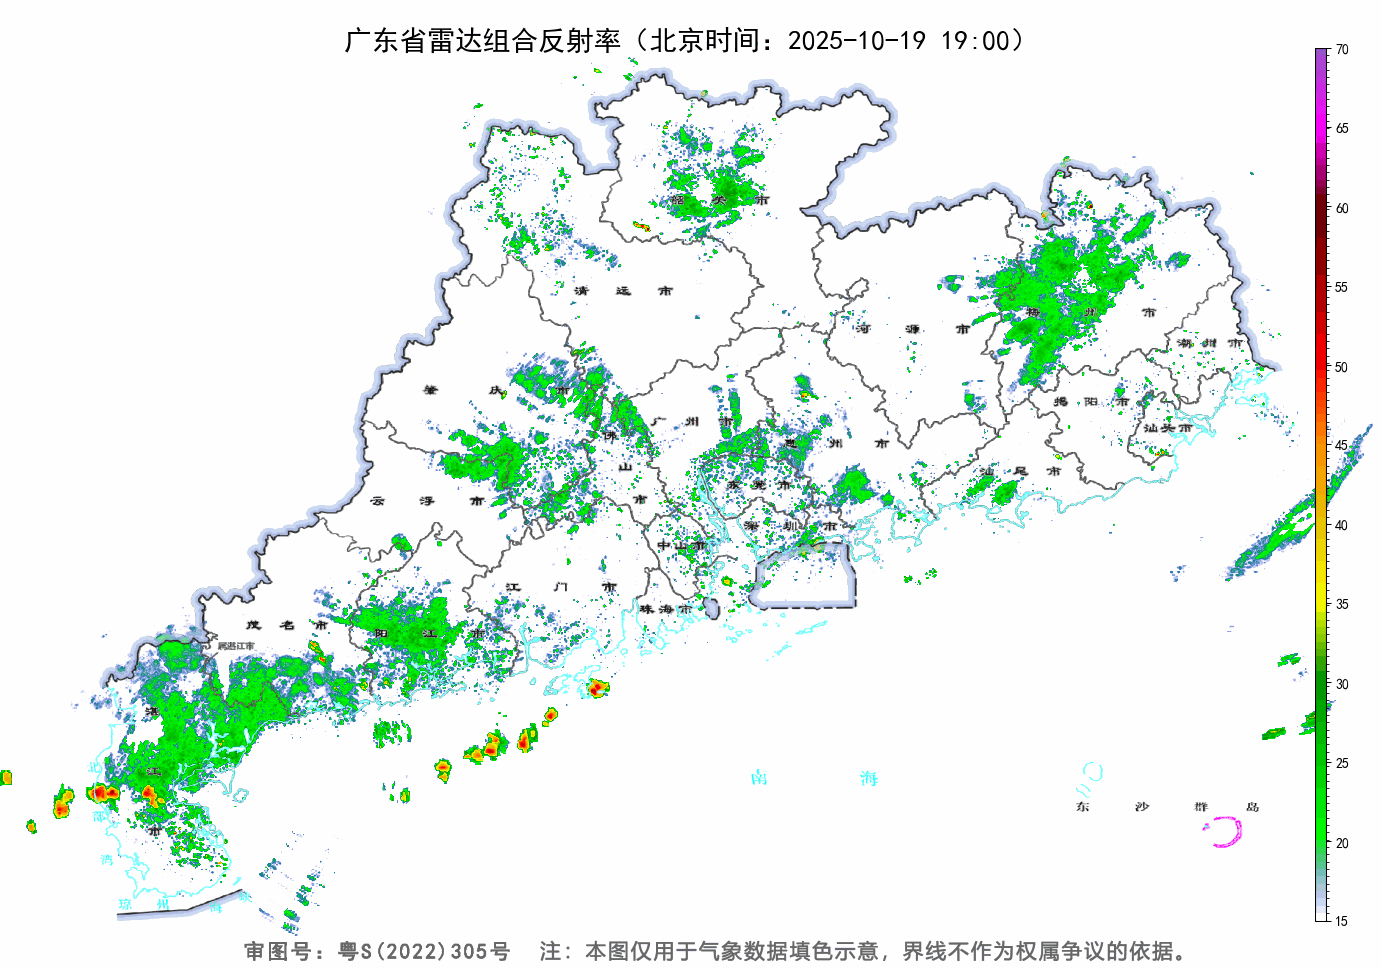 广东省雷达组合反射率（北京时间：2025-10-19 19:00）
70
65
60
55
50
45
40
35
30
25
20
15
韶关市
清远市
河源市
梅州市
潮州市
肇庆市
广州市
佛山市
惠州市
揭阳市
汕头市
汕尾市
云浮市
东莞市
深圳市
中山市
江门市
珠海市
茂名市
阳江市
属湛江市
湛江市
南海
东沙群岛
北部湾
琼州海峡
审图号：粤S(2022)305号 注：本图仅用于气象数据填色示意，界线不作为权属争议的依据。